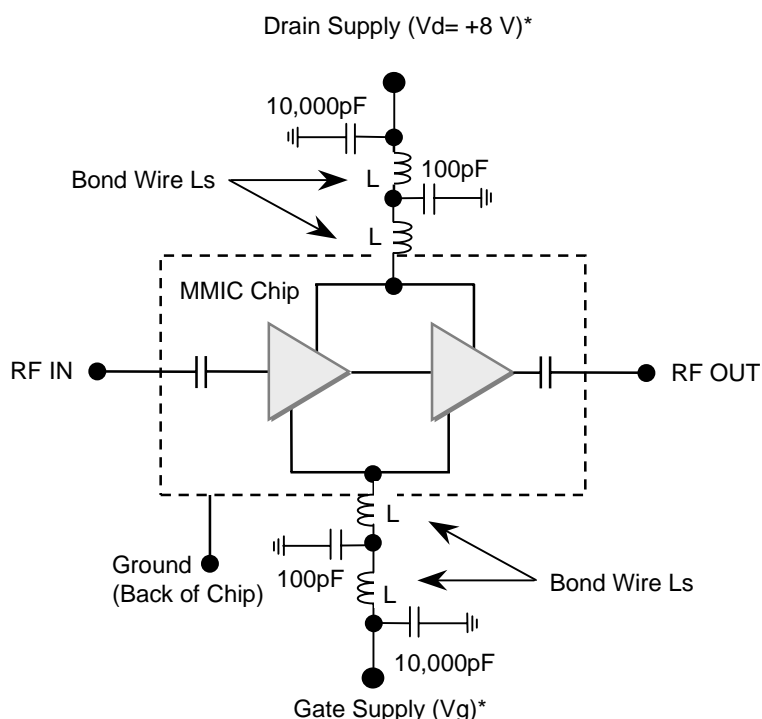 Drain Supply (Vd= +8 V)*
10,000pF
100pF
L
Bond Wire Ls
L
MMIC Chip
RF IN
RF OUT
L
Ground
(Back of Chip)
100pF
L
Bond Wire Ls
10,000pF
Gate Supply (Vg)*